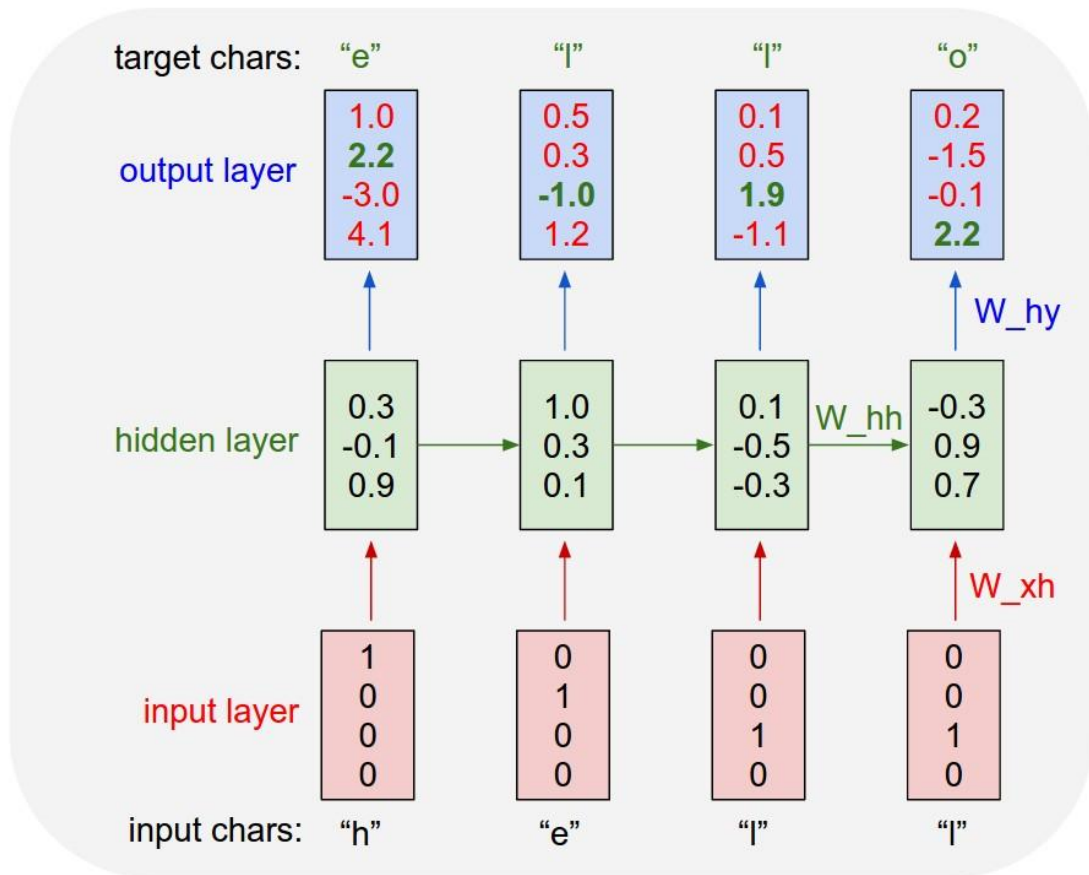 target chars: “e” “l” “l” “o”
output layer
1.0 0.5 0.1 0.2
2.2 0.3 0.5 -1.5
-3.0 -1.0 1.9 -0.1
4.1 1.2 -1.1 2.2
W_hy
hidden layer
0.3 1.0 0.1 -0.3
-0.1 0.3 -0.5 0.9
0.9 0.1 -0.3 0.7
W_hh
W_xh
input layer
1 0 0 0
0 1 0 0
0 0 1 1
0 0 0 0
input chars: “h” “e” “l” “l”